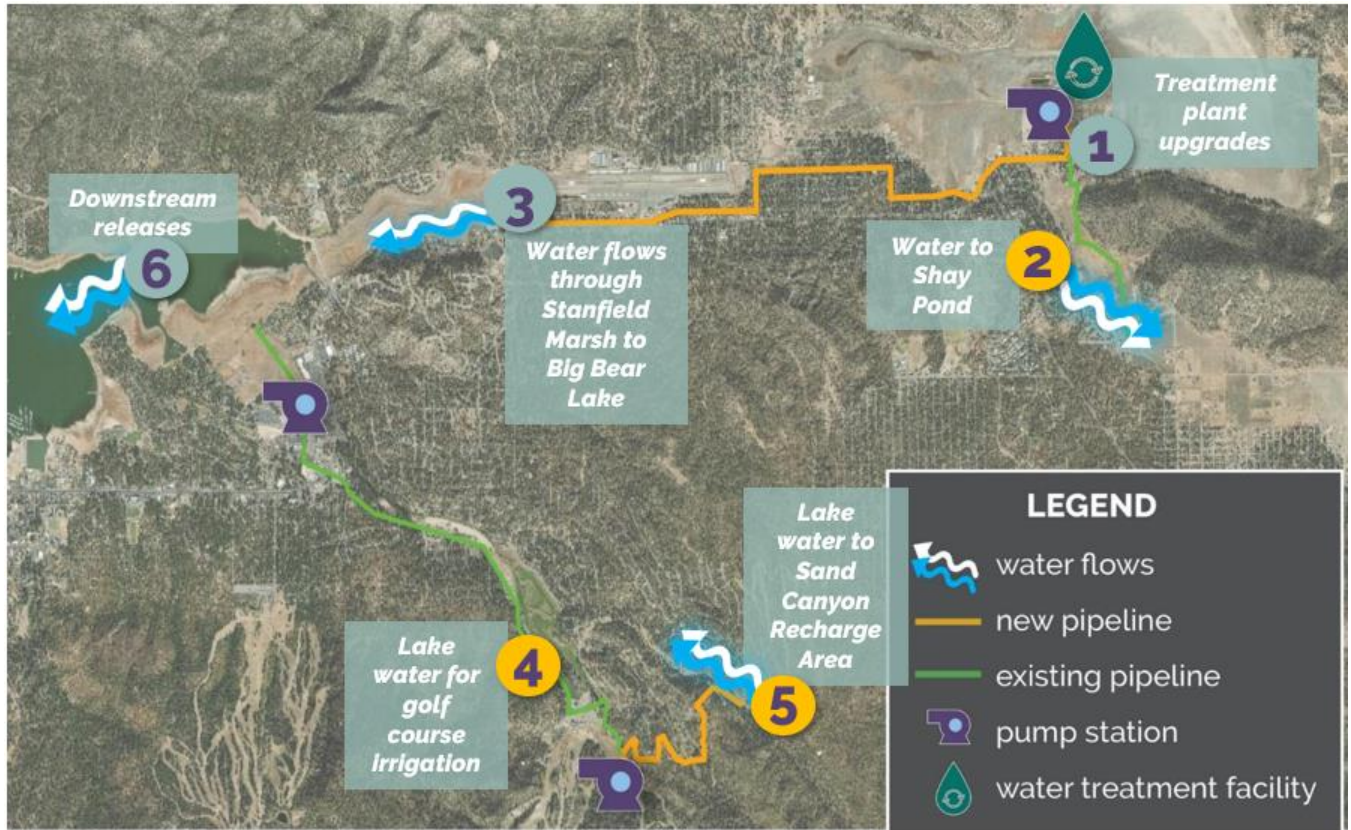 Treatment
plant
upgrades
1
Downstream
releases
6
3
Water flows
through
Stanfield
Marsh to
Big Bear
Lake
Water to
Shay
Pond
2
Lake
water for
golf
course
irrigation
4
Lake
water to
Sand
Canyon
Recharge
Area
5
LEGEND
water flows
new pipeline
existing pipeline
pump station
water treatment facility